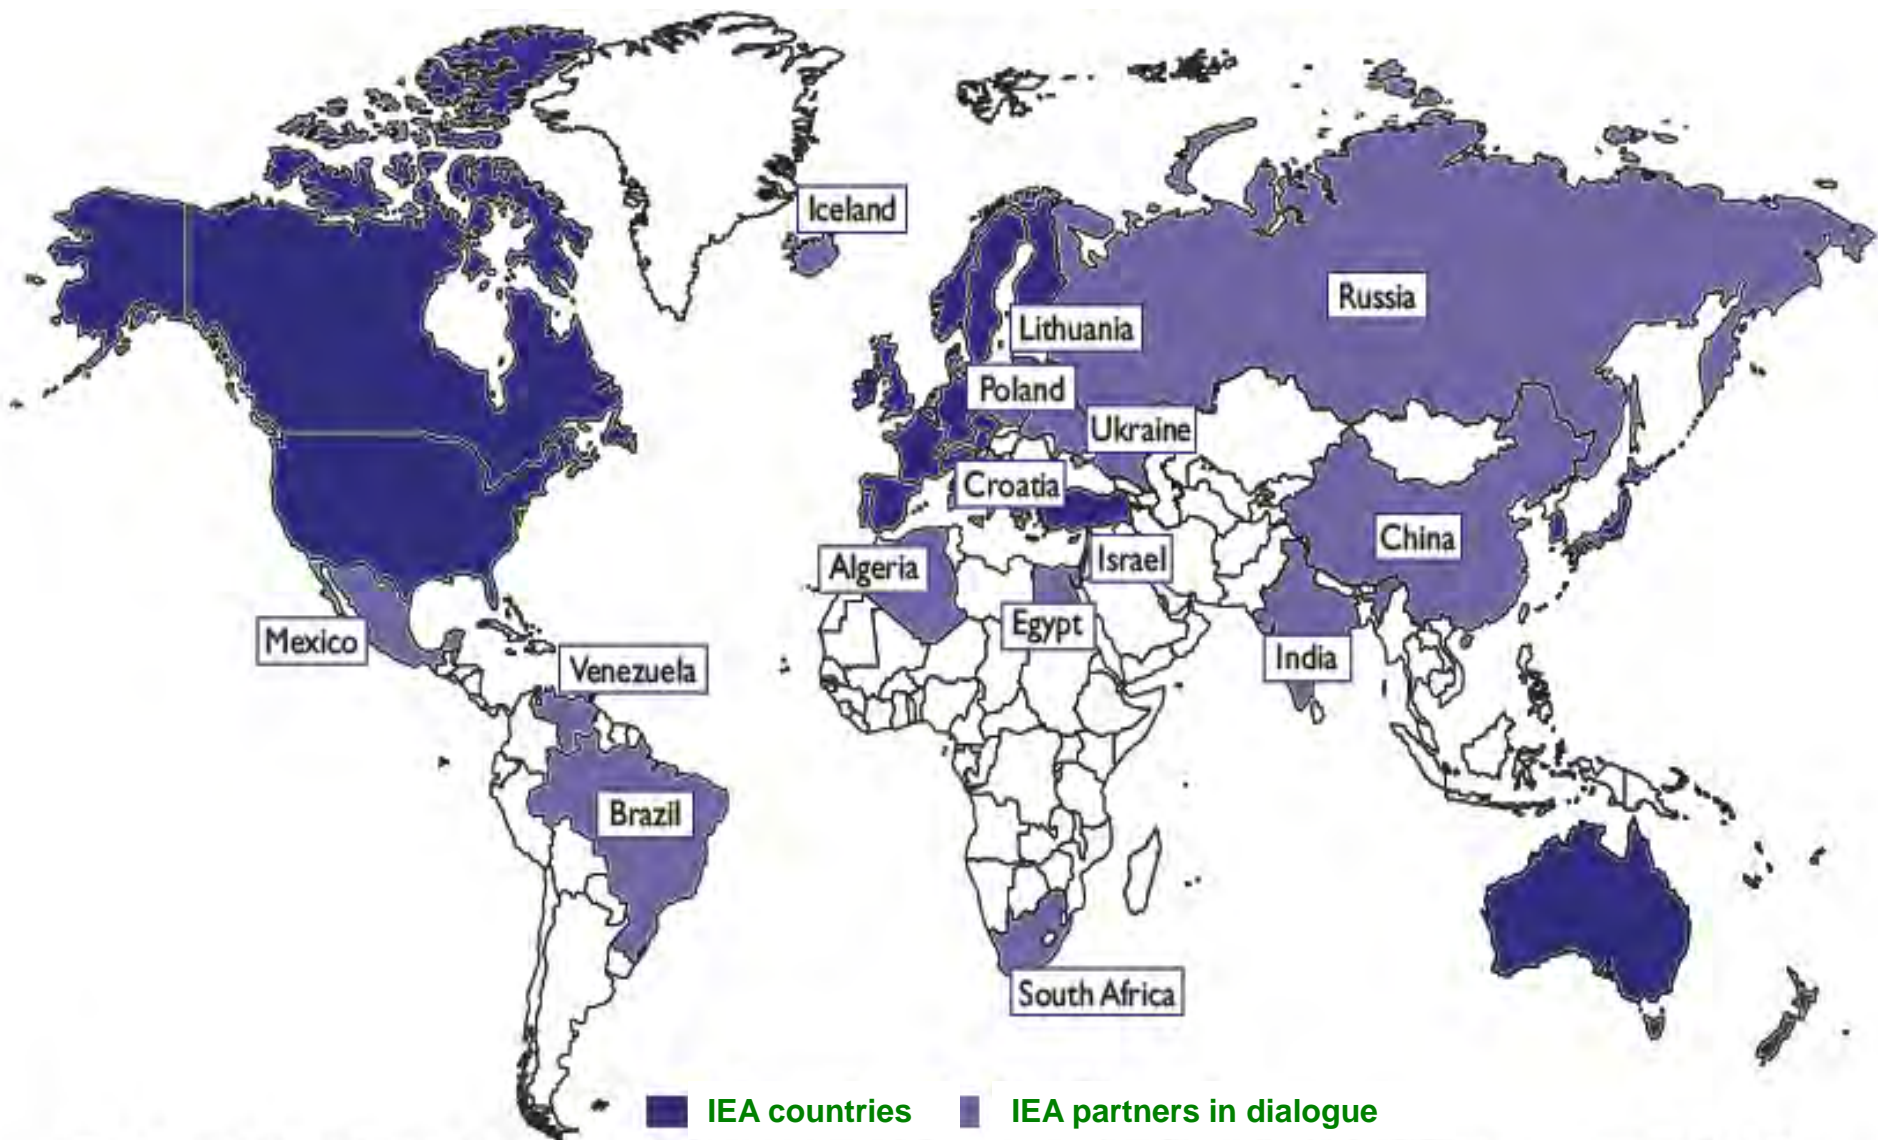 Iceland
Russia
Lithuania
Poland
Ukraine
Croatia
China
Israel
Algeria
Egypt
Mexico
India
Venezuela
Brazil
South Africa
IEA countries
IEA partners in dialogue